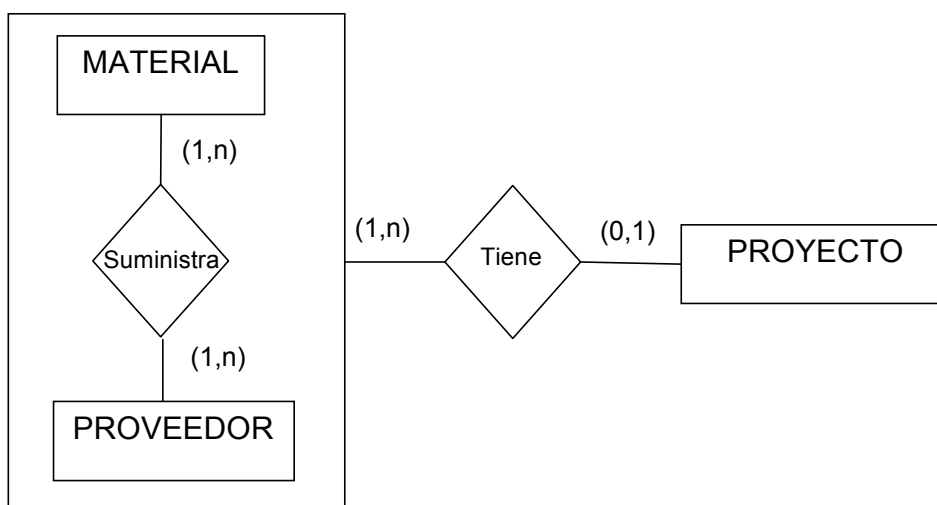 MATERIAL
(1,n)
Suministra
(1,n)
PROVEEDOR
(1,n)
Tiene
(0,1)
PROYECTO